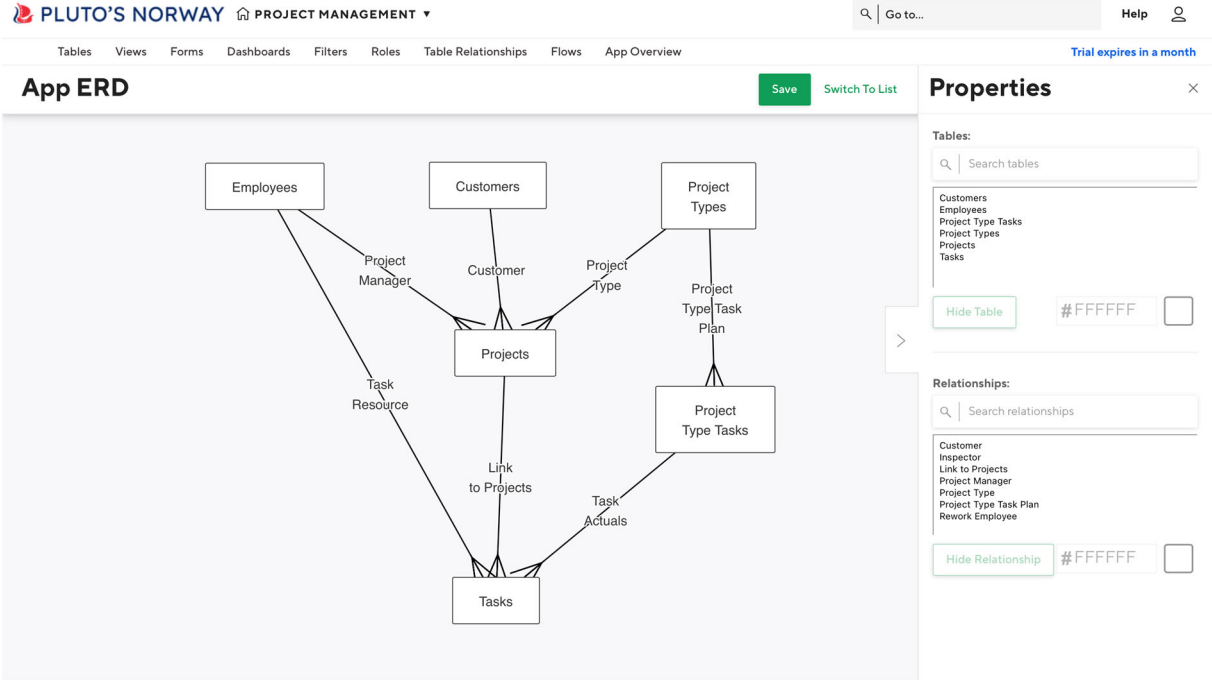 PLUTO'S NORWAY PROJECT MANAGEMENT ▼ Go to... Help
Tables Views Forms Dashboards Filters Roles Table Relationships Flows App Overview Trial expires in a month
App ERD Save Switch To List
Employees
Customers
Project
Types
Project
Manager
Customer
Project
Type
Project
Type Task
Plan
Projects
Task
Resource
Project
Type Tasks
Link
to Projects
Task
Actuals
Tasks
Properties
Tables:
Search tables
Customers
Employees
Project Type Tasks
Project Types
Projects
Tasks
Hide Table #FFFFFF
Relationships:
Search relationships
Customer
Inspector
Link to Projects
Project Manager
Project Type
Project Type Task Plan
Rework Employee
Hide Relationship #FFFFFF